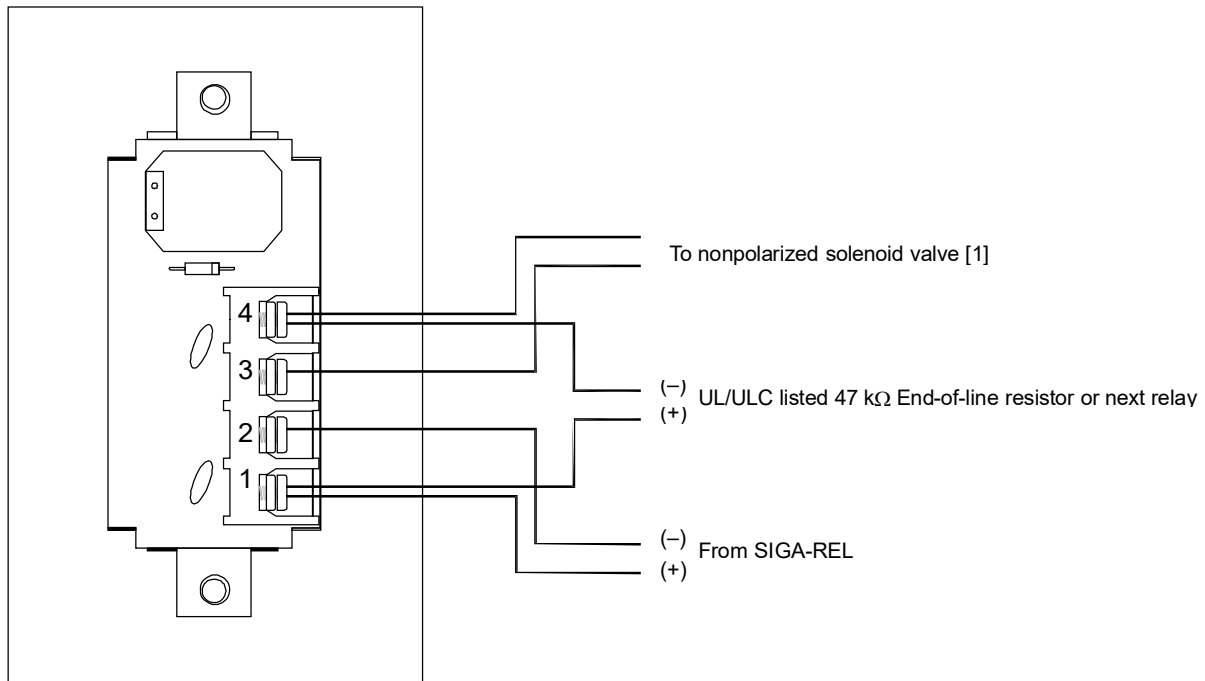 To nonpolarized solenoid valve [1]
4
3
(–)
UL/ULC listed 47 kΩ End-of-line resistor or next relay
(+)
2
1
(–)
From SIGA-REL
(+)